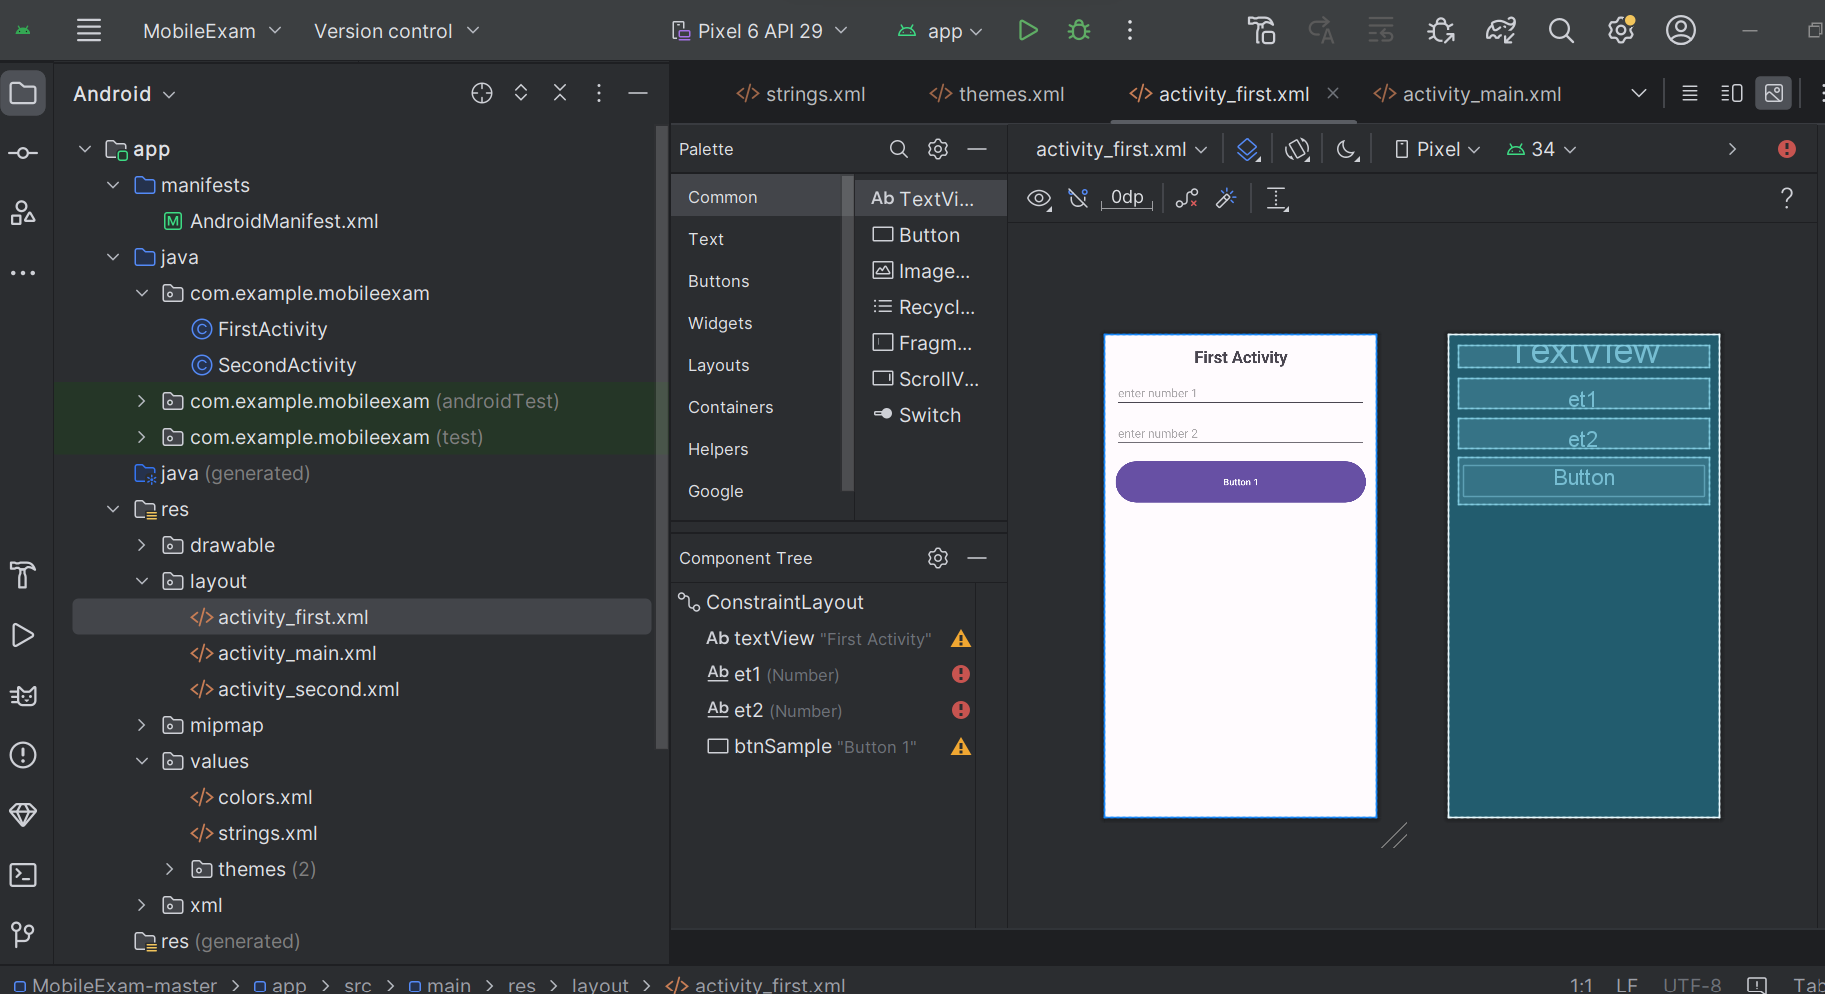 MobileExam Version control Pixel 6 API 29 app
Android
app
manifests
AndroidManifest.xml
java
com.example.mobileexam
FirstActivity
SecondActivity
com.example.mobileexam (androidTest)
com.example.mobileexam (test)
java (generated)
res
drawable
layout
activity_first.xml
activity_main.xml
activity_second.xml
mipmap
values
colors.xml
strings.xml
themes (2)
xml
res (generated)
strings.xml themes.xml activity_first.xml activity_main.xml
Palette
Common
Text
Buttons
Widgets
Layouts
Containers
Helpers
Google
Ab TextVi...
Button
Image...
Recycl...
Fragm...
ScrollV...
Switch
Component Tree
ConstraintLayout
Ab textView "First Activity"
Ab et1 (Number)
Ab et2 (Number)
btnSample "Button 1"
activity_first.xml Pixel 34
0dp ?
First Activity
enter number 1
enter number 2
Button 1
TextView
et1
et2
Button
MobileExam-master > app > src > main > res > layout > activity_first.xml 1:1 LF UTF-8 Tab